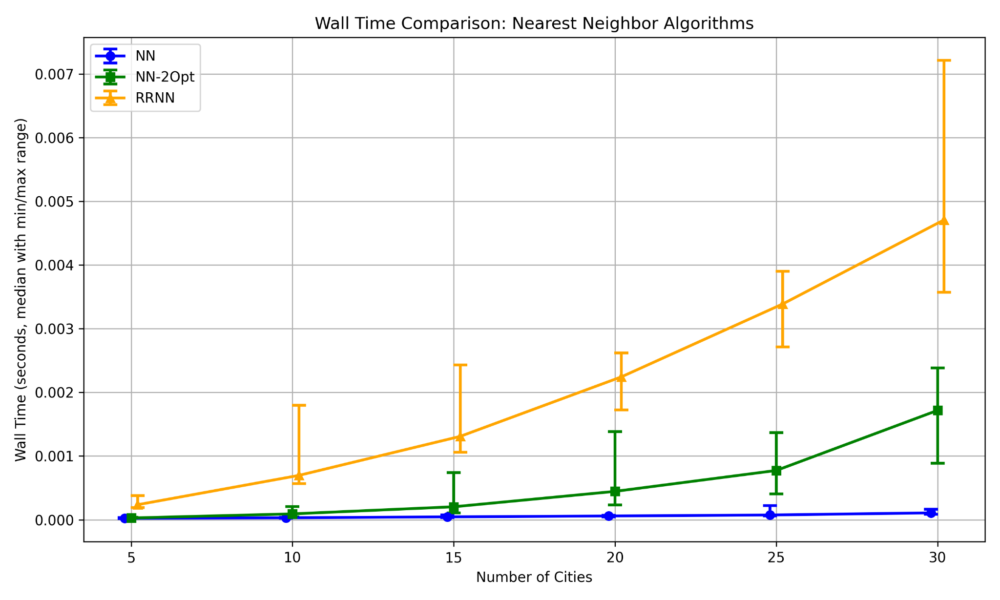 Wall Time Comparison: Nearest Neighbor Algorithms
NN
NN-2Opt
RRNN
Wall Time (seconds, median with min/max range)
0.007
0.006
0.005
0.004
0.003
0.002
0.001
0.000
5 10 15 20 25 30
Number of Cities